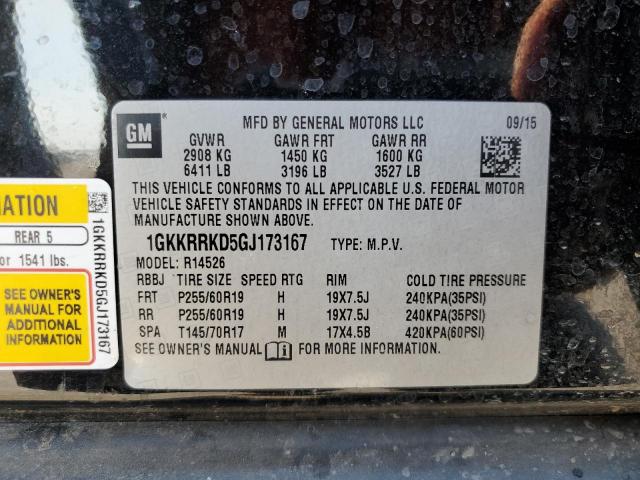 GM
MFD BY GENERAL MOTORS LLC 09/15
GVWR GAWR FRT GAWR RR
2908 KG 1450 KG 1600 KG
6411 LB 3196 LB 3527 LB
THIS VEHICLE CONFORMS TO ALL APPLICABLE U.S. FEDERAL MOTOR
VEHICLE SAFETY STANDARDS IN EFFECT ON THE DATE OF
MANUFACTURE SHOWN ABOVE.
1GKKRRKD5GJ173167 TYPE: M.P.V.
MODEL: R14526
RBBJ TIRE SIZE SPEED RTG RIM COLD TIRE PRESSURE
FRT P255/60R19 H 19X7.5J 240KPA(35PSI)
RR P255/60R19 H 19X7.5J 240KPA(35PSI)
SPA T145/70R17 M 17X4.5B 420KPA(60PSI)
SEE OWNER'S MANUAL FOR MORE INFORMATION.
REAR 5
or 1541 lbs.
SEE OWNER'S
MANUAL FOR
ADDITIONAL
INFORMATION
1GKKRRKD5GJ173167